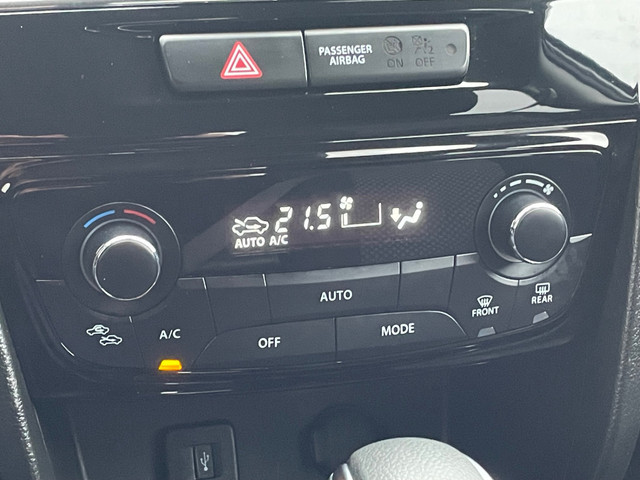 PASSENGER
AIRBAG
ON OFF
21.5
AUTO A/C
AUTO
A/C
OFF
MODE
FRONT
REAR